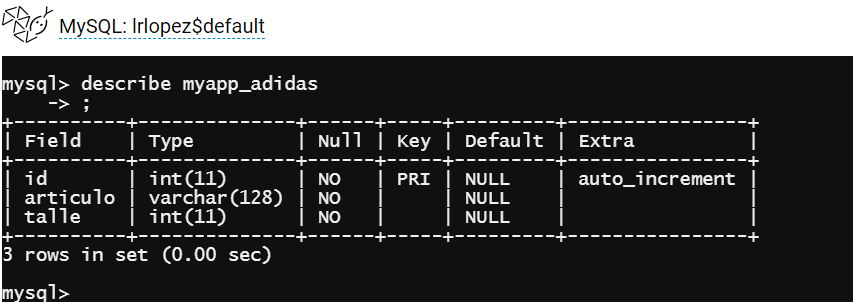 MySQL: lrlopez$default
mysql> describe myapp_adidas
    -> ;
+----------+--------------+------+-----+---------+----------------+
| Field    | Type         | Null | Key | Default | Extra          |
+----------+--------------+------+-----+---------+----------------+
| id       | int(11)      | NO   | PRI | NULL    | auto_increment |
| articulo | varchar(128) | NO   |     | NULL    |                |
| talle    | int(11)      | NO   |     | NULL    |                |
+----------+--------------+------+-----+---------+----------------+
3 rows in set (0.00 sec)
mysql>